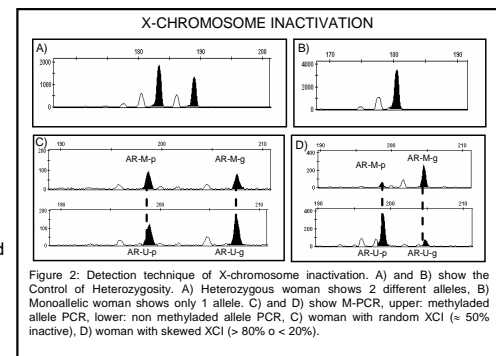 X-CHROMOSOME INACTIVATION
A)
180 190 201
2000
1000
0
B)
170 180 190
4000
2000
0
C)
190 200 210
200
100
0
AR-M-p AR-M-g
190 200 210
200
100
0
AR-U-p AR-U-g
D)
190 200 210
400
200
0
AR-M-p AR-M-g
190 200 210
400
200
0
AR-U-p AR-U-g
ed
Figure 2: Detection technique of X-chromosome inactivation. A) and B) show the
Control of Heterozygosity. A) Heterozygous woman shows 2 different alleles, B)
Monoallelic woman shows only 1 allele. C) and D) show M-PCR, upper: methyladed
allele PCR, lower: non methyladed allele PCR, C) woman with random XCI (≈ 50%
inactive), D) woman with skewed XCI (> 80% o < 20%).